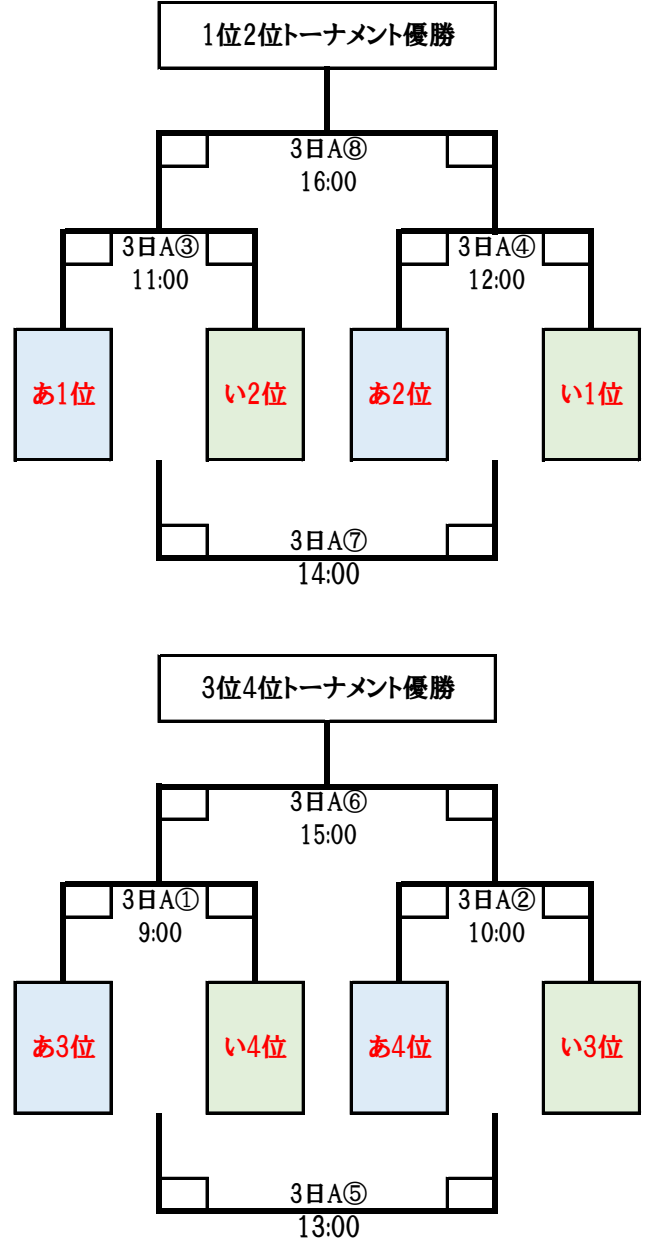 1位2位トーナメント優勝
3日A⑧
16:00
3日A③
11:00
3日A④
12:00
あ1位
い2位
あ2位
い1位
3日A⑦
14:00
3位4位トーナメント優勝
3日A⑥
15:00
3日A①
9:00
3日A②
10:00
あ3位
い4位
あ4位
い3位
3日A⑤
13:00